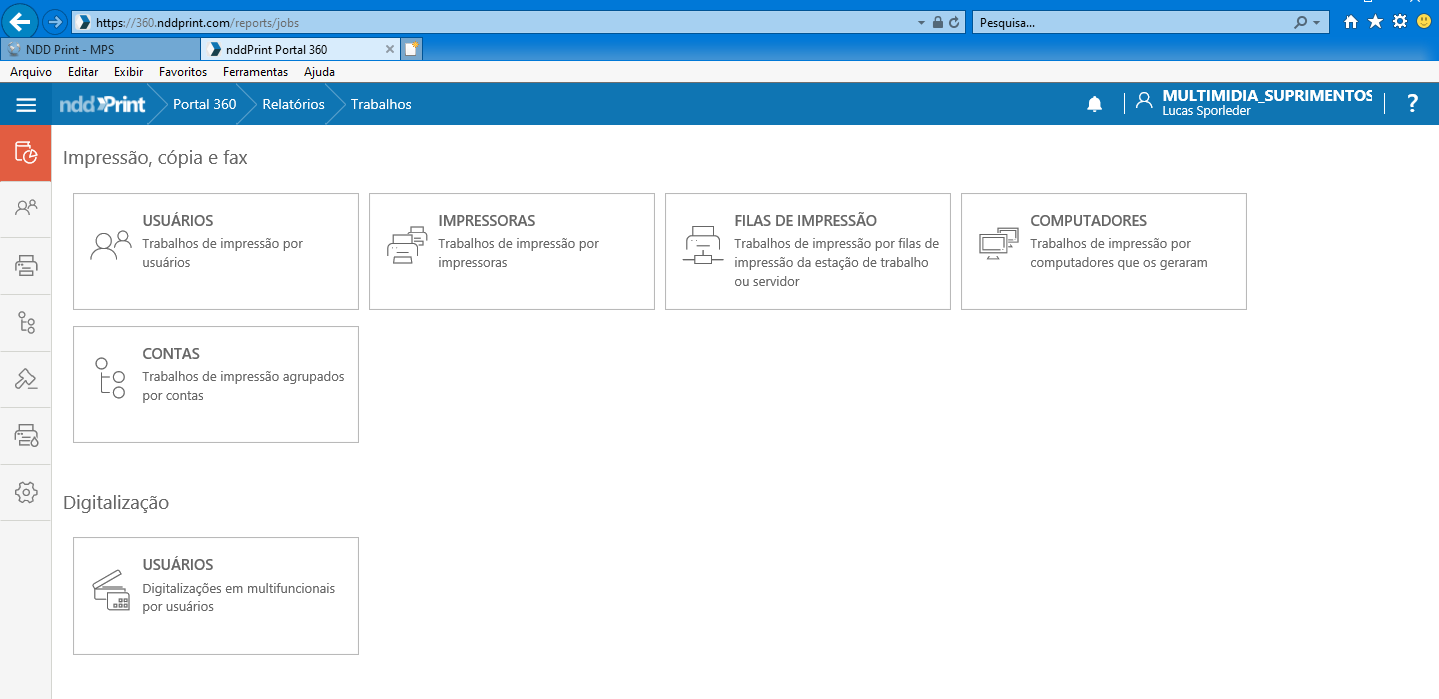 https://360.nddprint.com/reports/jobs
Pesquisa...
NDD Print - MPS
nddPrint Portal 360
Arquivo Editar Exibir Favoritos Ferramentas Ajuda
nddPrint Portal 360 Relatórios Trabalhos
MULTIMIDIA_SUPRIMENTOS
Lucas Sporleder
?
Impressão, cópia e fax
USUÁRIOS
Trabalhos de impressão por
usuários
IMPRESSORAS
Trabalhos de impressão por
impressoras
FILAS DE IMPRESSÃO
Trabalhos de impressão por filas de
impressão da estação de trabalho
ou servidor
COMPUTADORES
Trabalhos de impressão por
computadores que os geraram
CONTAS
Trabalhos de impressão agrupados
por contas
Digitalização
USUÁRIOS
Digitalizações em multifuncionais
por usuários